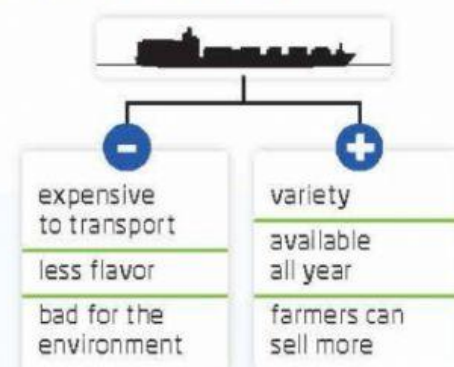 -
+
expensive
to transport
less flavor
bad for the
environment
variety
available
all year
farmers can
sell more